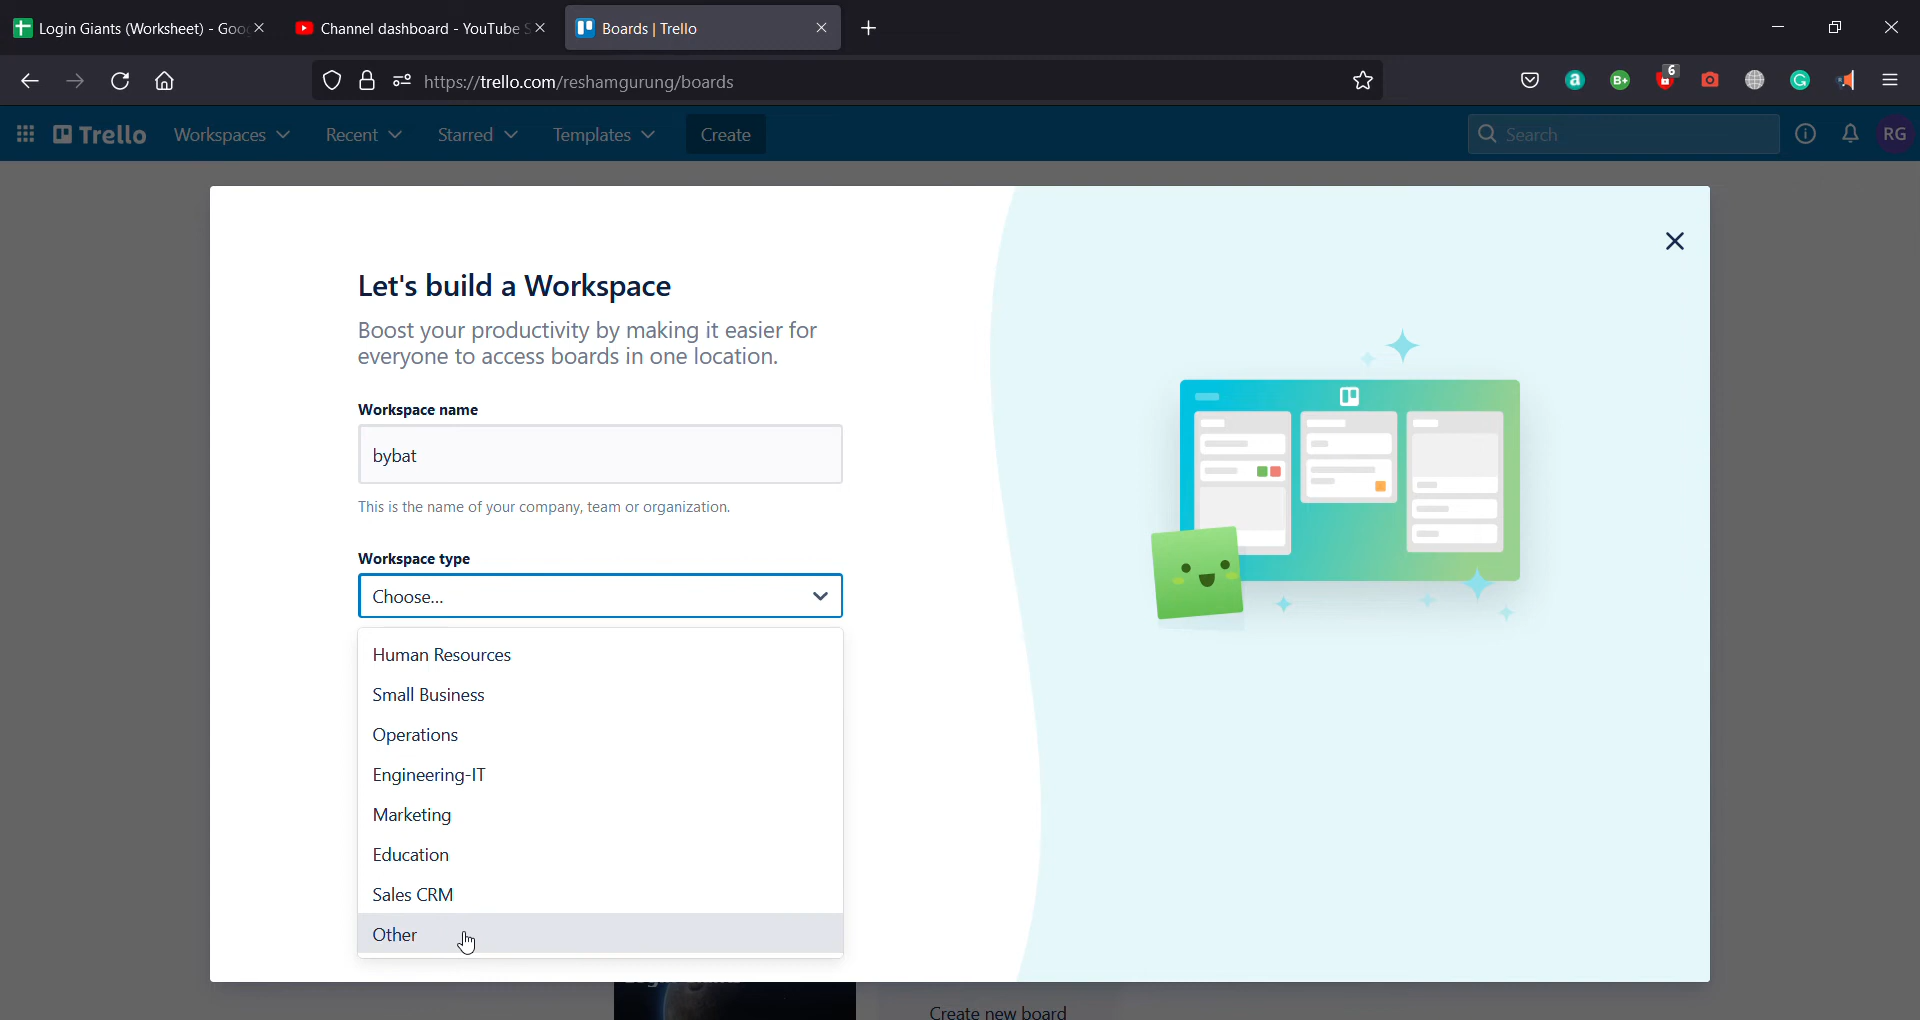 Login Giants (Worksheet) - Goo
Channel dashboard - YouTube S
Boards | Trello
https://trello.com/reshamgurung/boards
6
Trello
Workspaces
Recent
Starred
Templates
Create
Search
RG
Let's build a Workspace
Boost your productivity by making it easier for
everyone to access boards in one location.
Workspace name
bybat
This is the name of your company, team or organization.
Workspace type
Choose...
Human Resources
Small Business
Operations
Engineering-IT
Marketing
Education
Sales CRM
Other
Create new board